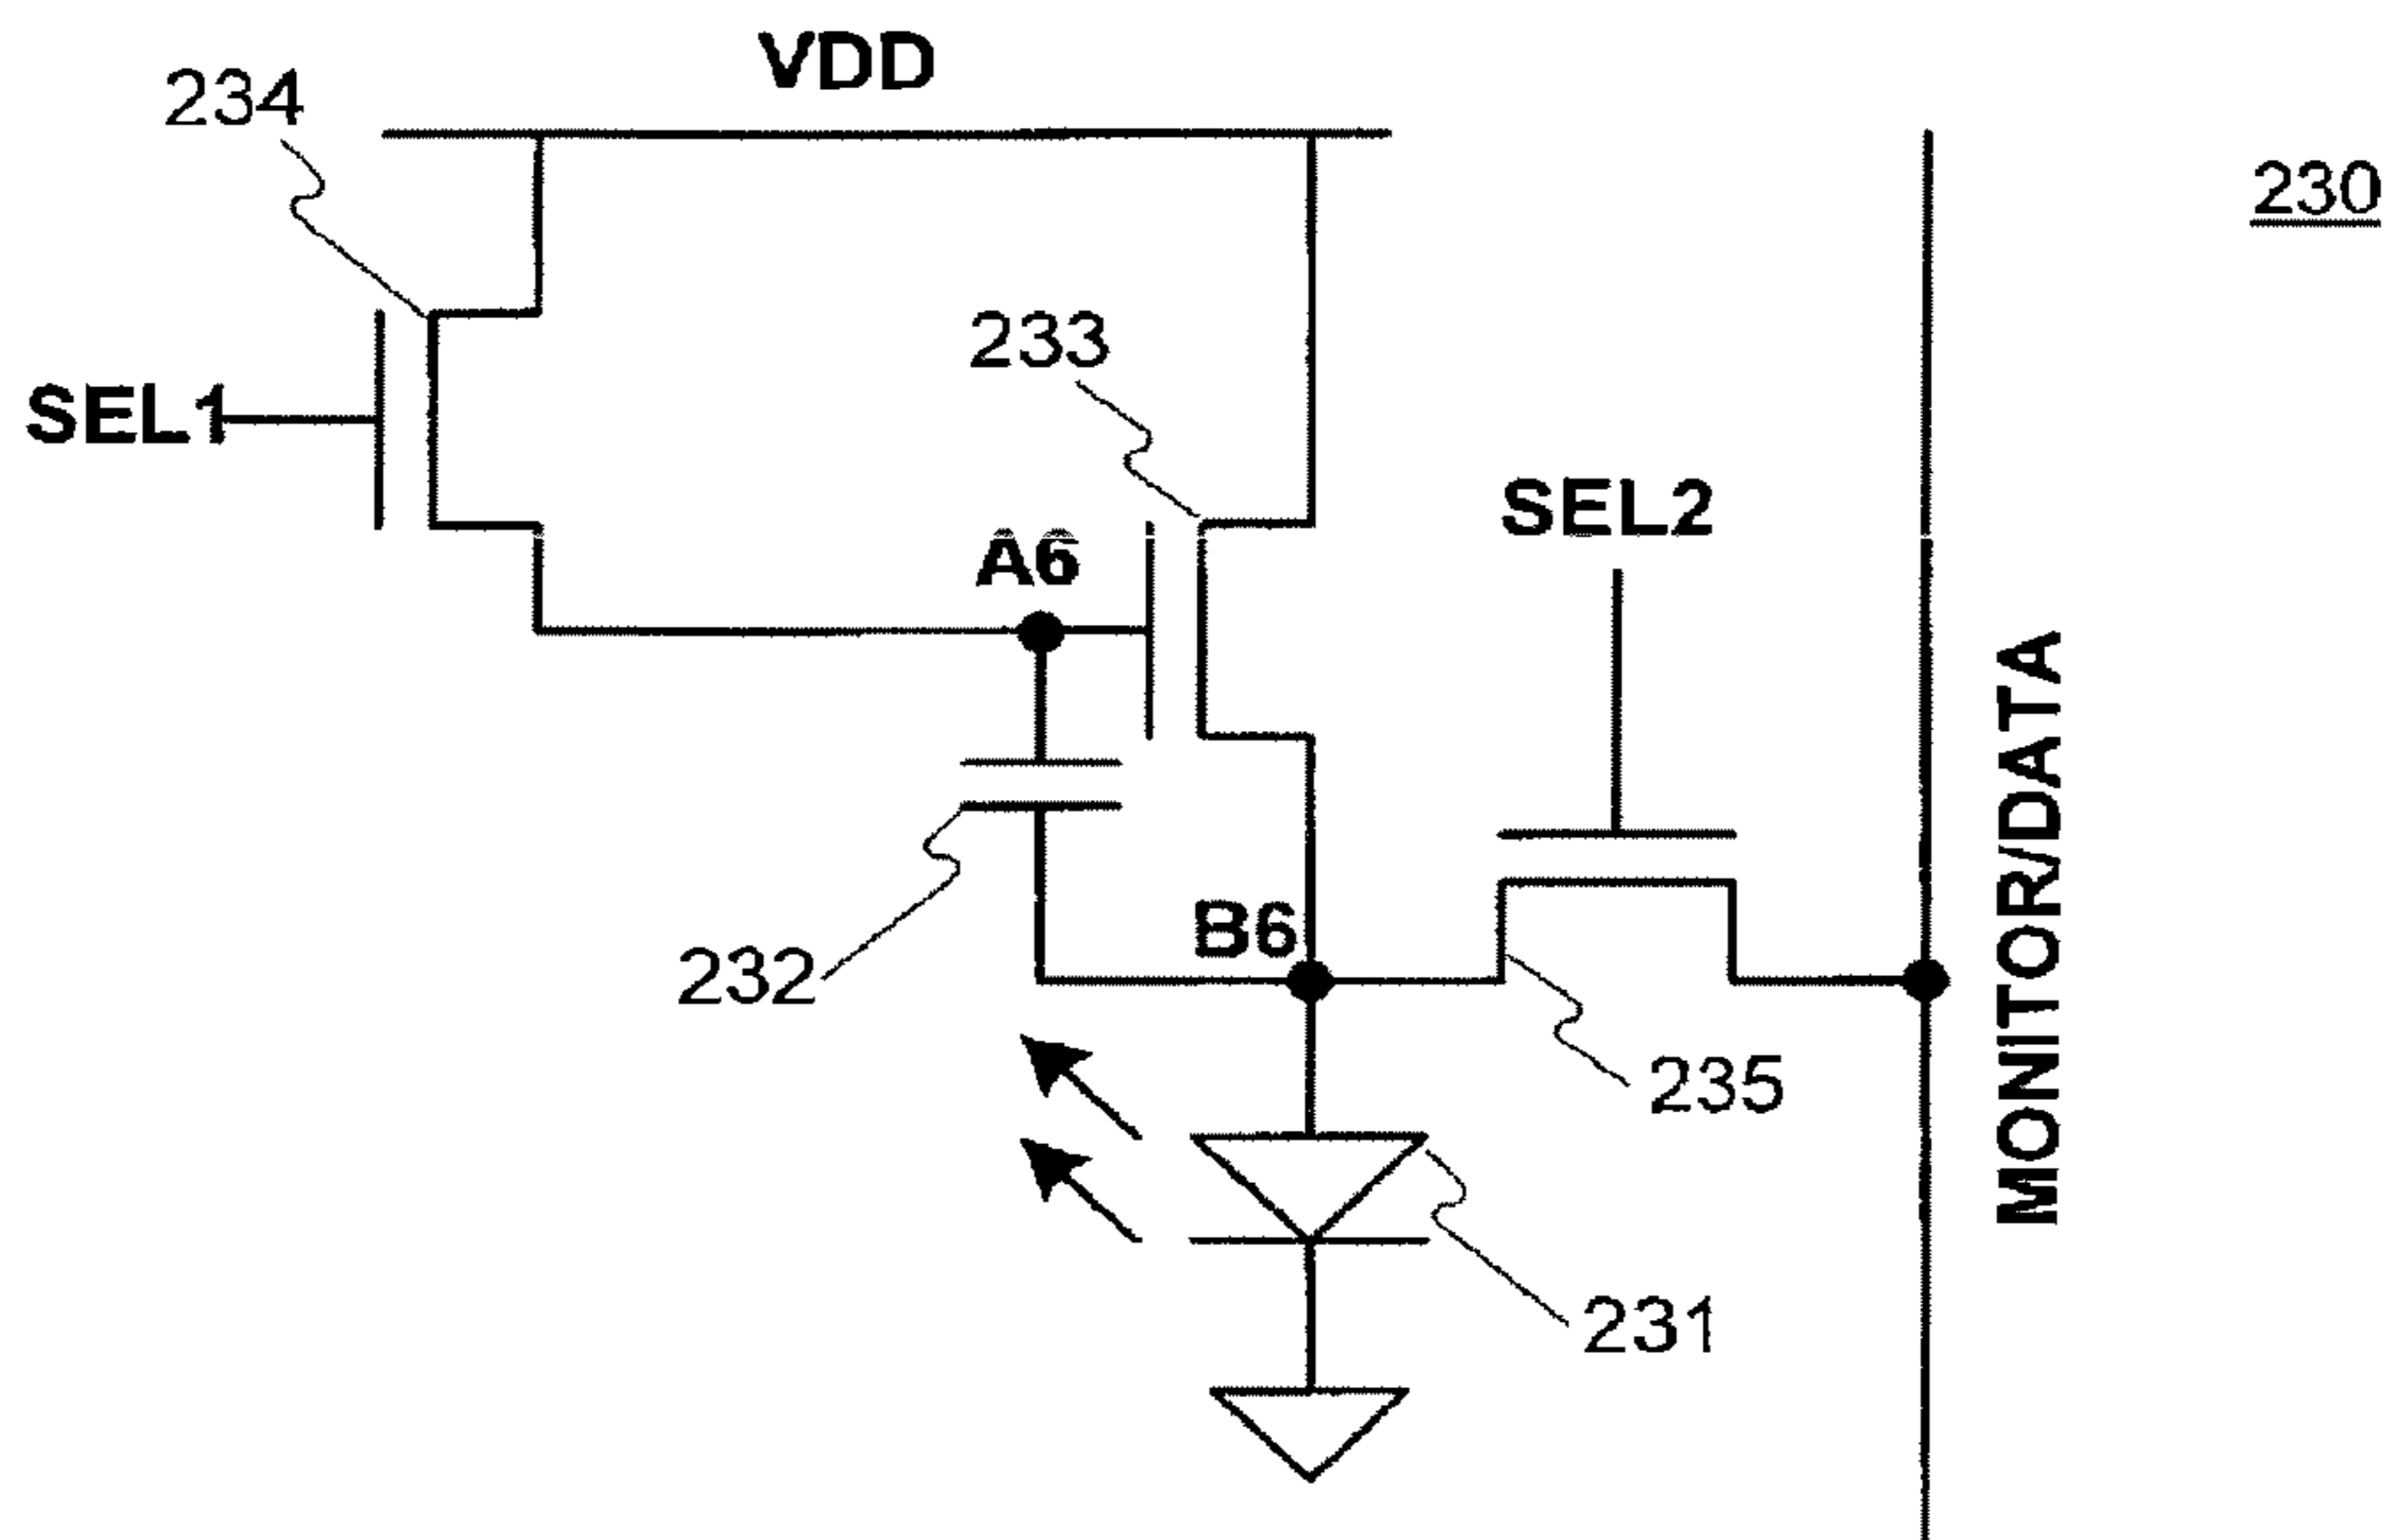 VDD
234
230
233
SEL1
SEL2
A6
MONITOR/DATA
B6
232
235
231